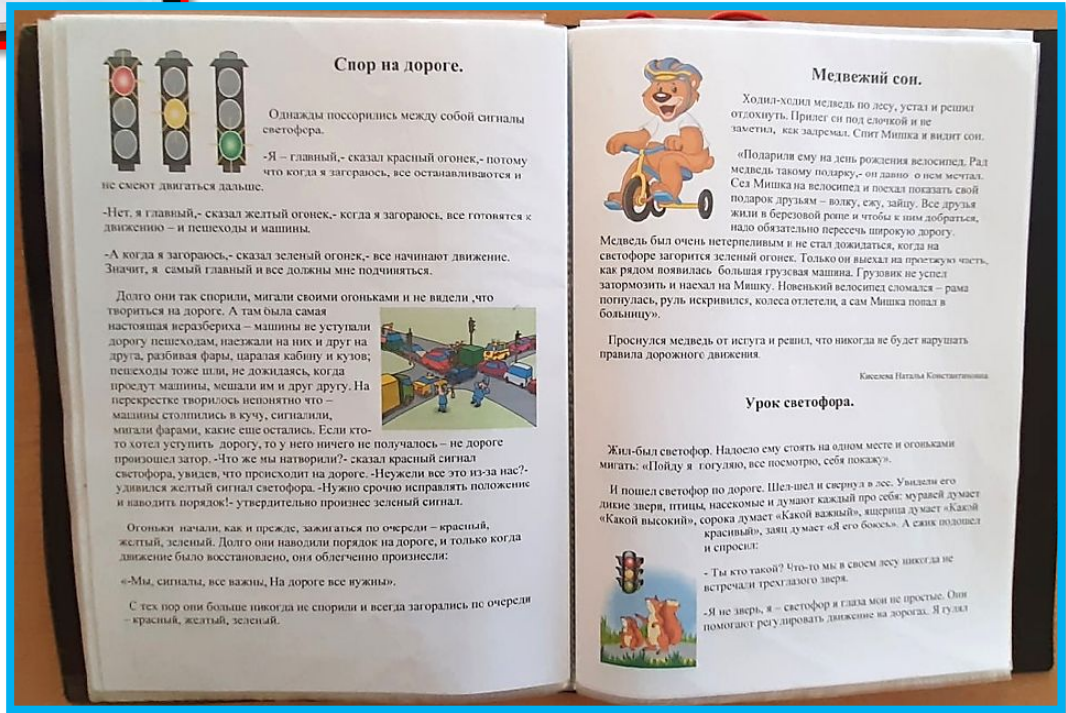 Спор на дороге.
Однажды поссорились между собой сигналы
светофора.
-Я – главный,- сказал красный огонек,- потому
что когда я загораюсь, все останавливаются и
не смеют двигаться дальше.
-Нет, я главный,- сказал желтый огонек,- когда я загораюсь, все готовятся к
движению – и пешеходы и машины.
-А когда я загораюсь,- сказал зеленый огонек,- все начинают движение.
Значит, я самый главный и все должны мне подчиняться.
Долго они так спорили, мигали своими огоньками и не видели ,что
твориться на дороге. А там была самая
настоящая неразбериха – машины не уступали
дорогу пешеходам, наезжали на них и друг на
друга, разбивая фары, царапая кабину и кузов;
пешеходы тоже шли, не дожидаясь, когда
проедут машины, мешали им и друг другу. На
перекрестке творилось непонятно что –
машины столпились в кучу, сигналили,
мигали фарами, какие еще остались. Если кто-
то хотел уступить дорогу, то у него ничего не получалось – не дороге
произошел затор. -Что же мы натворили?- сказал красный сигнал
светофора, увидев, что происходит на дороге. -Неужели все это из-за нас?-
удивился желтый сигнал светофора. -Нужно срочно исправлять положение
и наводить порядок!- утвердительно произнес зеленый сигнал.
Огоньки начали, как и прежде, зажигаться по очереди – красный,
желтый, зеленый. Долго они наводили порядок на дороге, и только когда
движение было восстановлено, они облегченно произнесли:
«-Мы, сигналы, все важны, На дороге все нужны».
С тех пор они больше никогда не спорили и всегда загорались по очереди
– красный, желтый, зеленый.
Медвежий сон.
Ходил-ходил медведь по лесу, устал и решил
отдохнуть. Прилег он под елочкой и не
заметил, как задремал. Спит Мишка и видит сон.
«Подарили ему на день рождения велосипед. Рад
медведь такому подарку,- он давно о нем мечтал.
Сел Мишка на велосипед и поехал показать свой
подарок друзьям – волку, ежу, зайцу. Все друзья
жили в березовой роще и чтобы к ним добраться,
надо обязательно пересечь широкую дорогу.
Медведь был очень нетерпеливым и не стал дожидаться, когда на
светофоре загорится зеленый огонек. Только он выехал на проезжую часть,
как рядом появилась большая грузовая машина. Грузовик не успел
затормозить и наехал на Мишку. Новенький велосипед сломался – рама
погнулась, руль искривился, колеса отлетели, а сам Мишка попал в
больницу».
Проснулся медведь от испуга и решил, что никогда не будет нарушать
правила дорожного движения.
Киселева Наталья Константиновна
Урок светофора.
Жил-был светофор. Надоело ему стоять на одном месте и огоньками
мигать: «Пойду я погуляю, все посмотрю, себя покажу».
И пошел светофор по дороге. Шел-шел и свернул в лес. Увидели его
дикие звери, птицы, насекомые и думают каждый про себя: муравей думает
«Какой высокий», сорока думает «Какой важный», ящерица думает «Какой
красивый», заяц думает «Я его боюсь». А ежик подошел
и спросил:
- Ты кто такой? Что-то мы в своем лесу никогда не
встречали трехглазого зверя.
-Я не зверь, я – светофор и глаза мои не простые. Они
помогают регулировать движение на дорогах. Я гулял